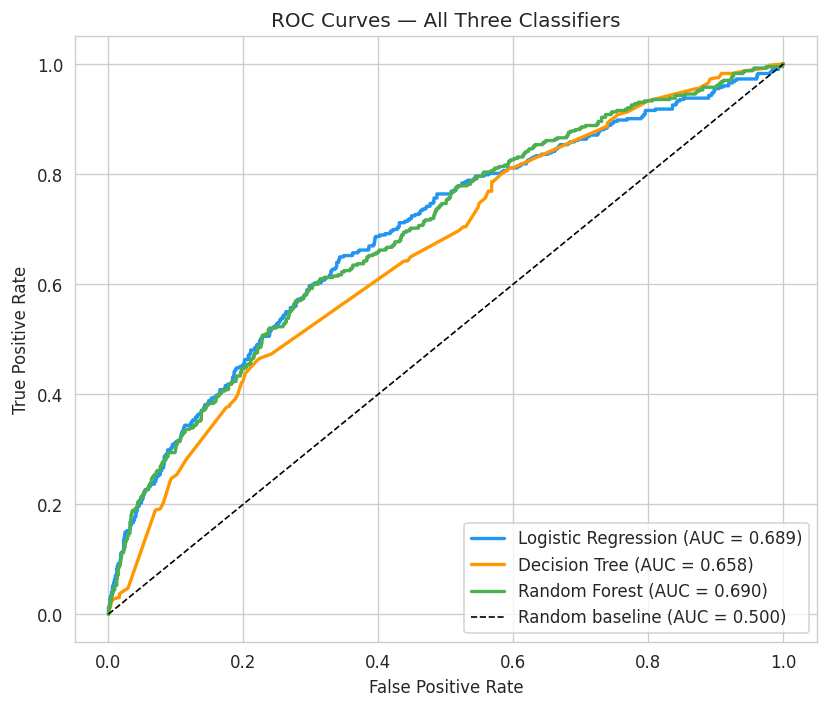 ROC Curves — All Three Classifiers
True Positive Rate
1.0
0.8
0.6
0.4
0.2
0.0
Logistic Regression (AUC = 0.689)
Decision Tree (AUC = 0.658)
Random Forest (AUC = 0.690)
Random baseline (AUC = 0.500)
0.0 0.2 0.4 0.6 0.8 1.0
False Positive Rate